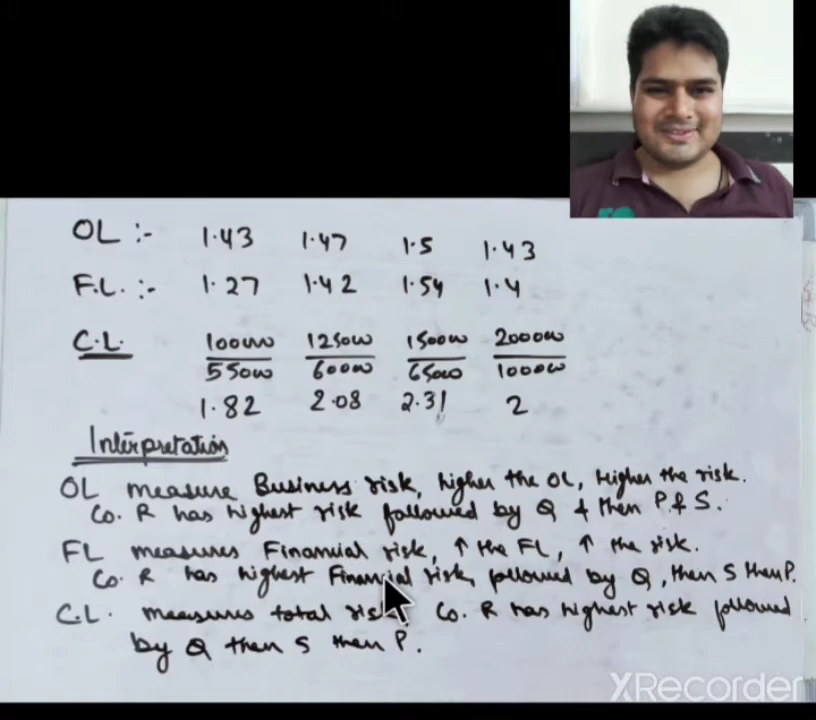 OL :- 1.43 1.47 1.5 1.43
F.L. :- 1.27 1.42 1.54 1.4
C.L. 100000/55000 125000/60000 150000/65000 200000/100000
1.82 2.08 2.31 2
Interpretation
OL measure Business risk, higher the OL, Higher the risk.
Co. R has highest risk followed by Q & then P & S.
FL measures Financial risk, ↑ the FL, ↑ the risk.
Co. R has highest Financial risk, followed by Q, then S then P.
C.L. measures total risk Co. R has highest risk followed
by Q then S then P.
XRecorder